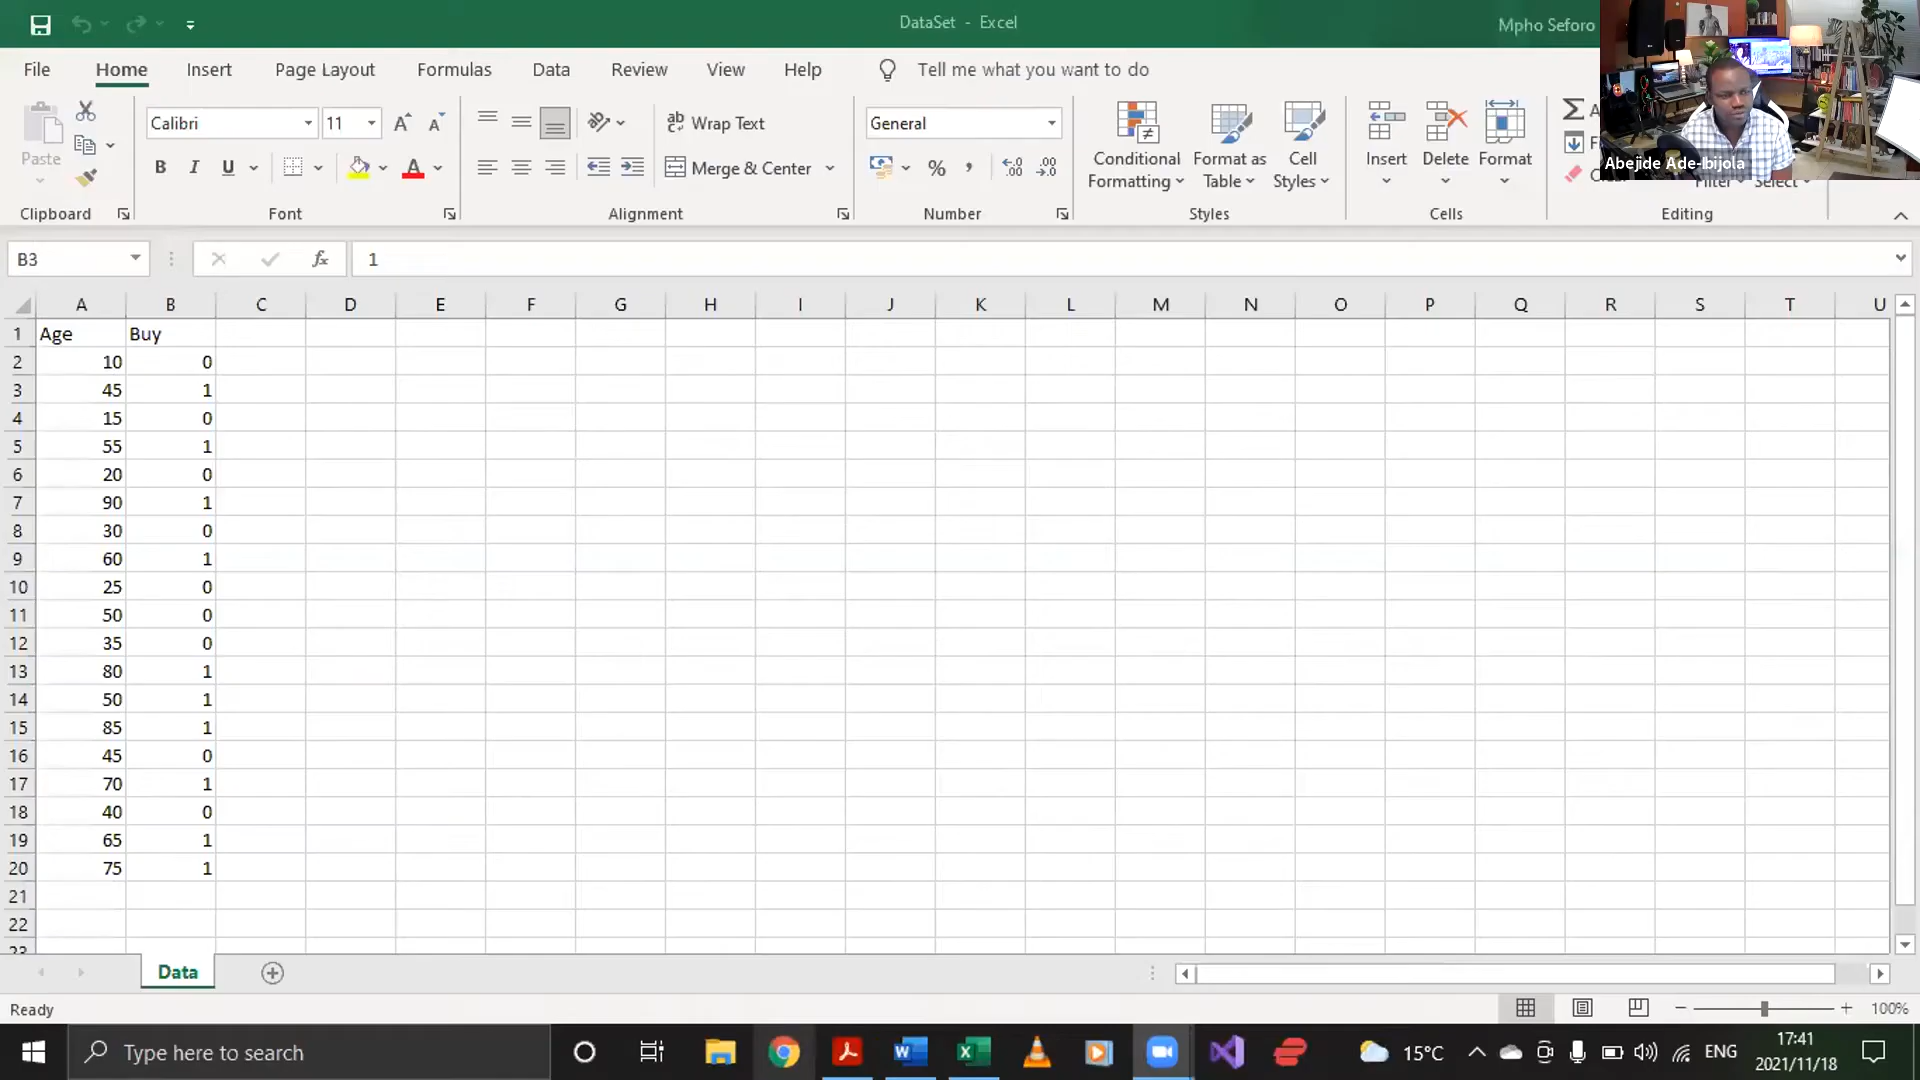 DataSet - Excel
Mpho Seforo
File Home Insert Page Layout Formulas Data Review View Help Tell me what you want to do
Paste
Calibri 11
B I U A
Wrap Text
Merge & Center
General
%
Conditional Formatting
Format as Table
Cell Styles
Insert Delete Format
Abejide Ade-Ibijola
Clipboard Font Alignment Number Styles Cells Editing
B3 fx 1
A B C D E F G H I J K L M N O P Q R S T U
1 Age Buy
2 10 0
3 45 1
4 15 0
5 55 1
6 20 0
7 90 1
8 30 0
9 60 1
10 25 0
11 50 0
12 35 0
13 80 1
14 50 1
15 85 1
16 45 0
17 70 1
18 40 0
19 65 1
20 75 1
21
22
23
Data
Ready 100%
Type here to search 15°C ENG 17:41
2021/11/18